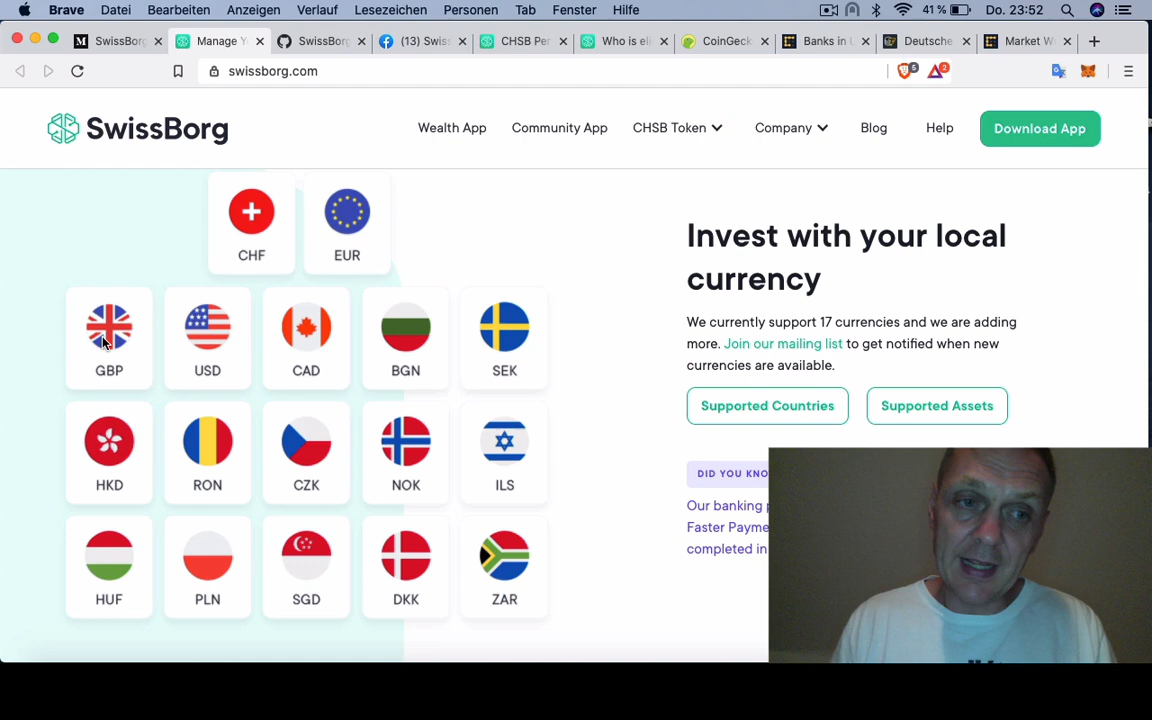 Brave Ablage Bearbeiten Anzeigen Verlauf Lesezeichen Personen Tab Fenster Hilfe 41 % Do. 23:52
SwissBorg Manage Y SwissBorg (13) Swiss CHSB Per Who is eli CoinGeck Banks in U Deutsche Market W
swissborg.com 5 2
SwissBorg Wealth App Community App CHSB Token Company Blog Help Download App
CHF EUR
Invest with your local
currency
We currently support 17 currencies and we are adding
more. Join our mailing list to get notified when new
currencies are available.
Supported Countries Supported Assets
GBP USD CAD BGN SEK
HKD RON CZK NOK ILS
HUF PLN SGD DKK ZAR
DID YOU KNO
Our banking
Faster Payme
completed in